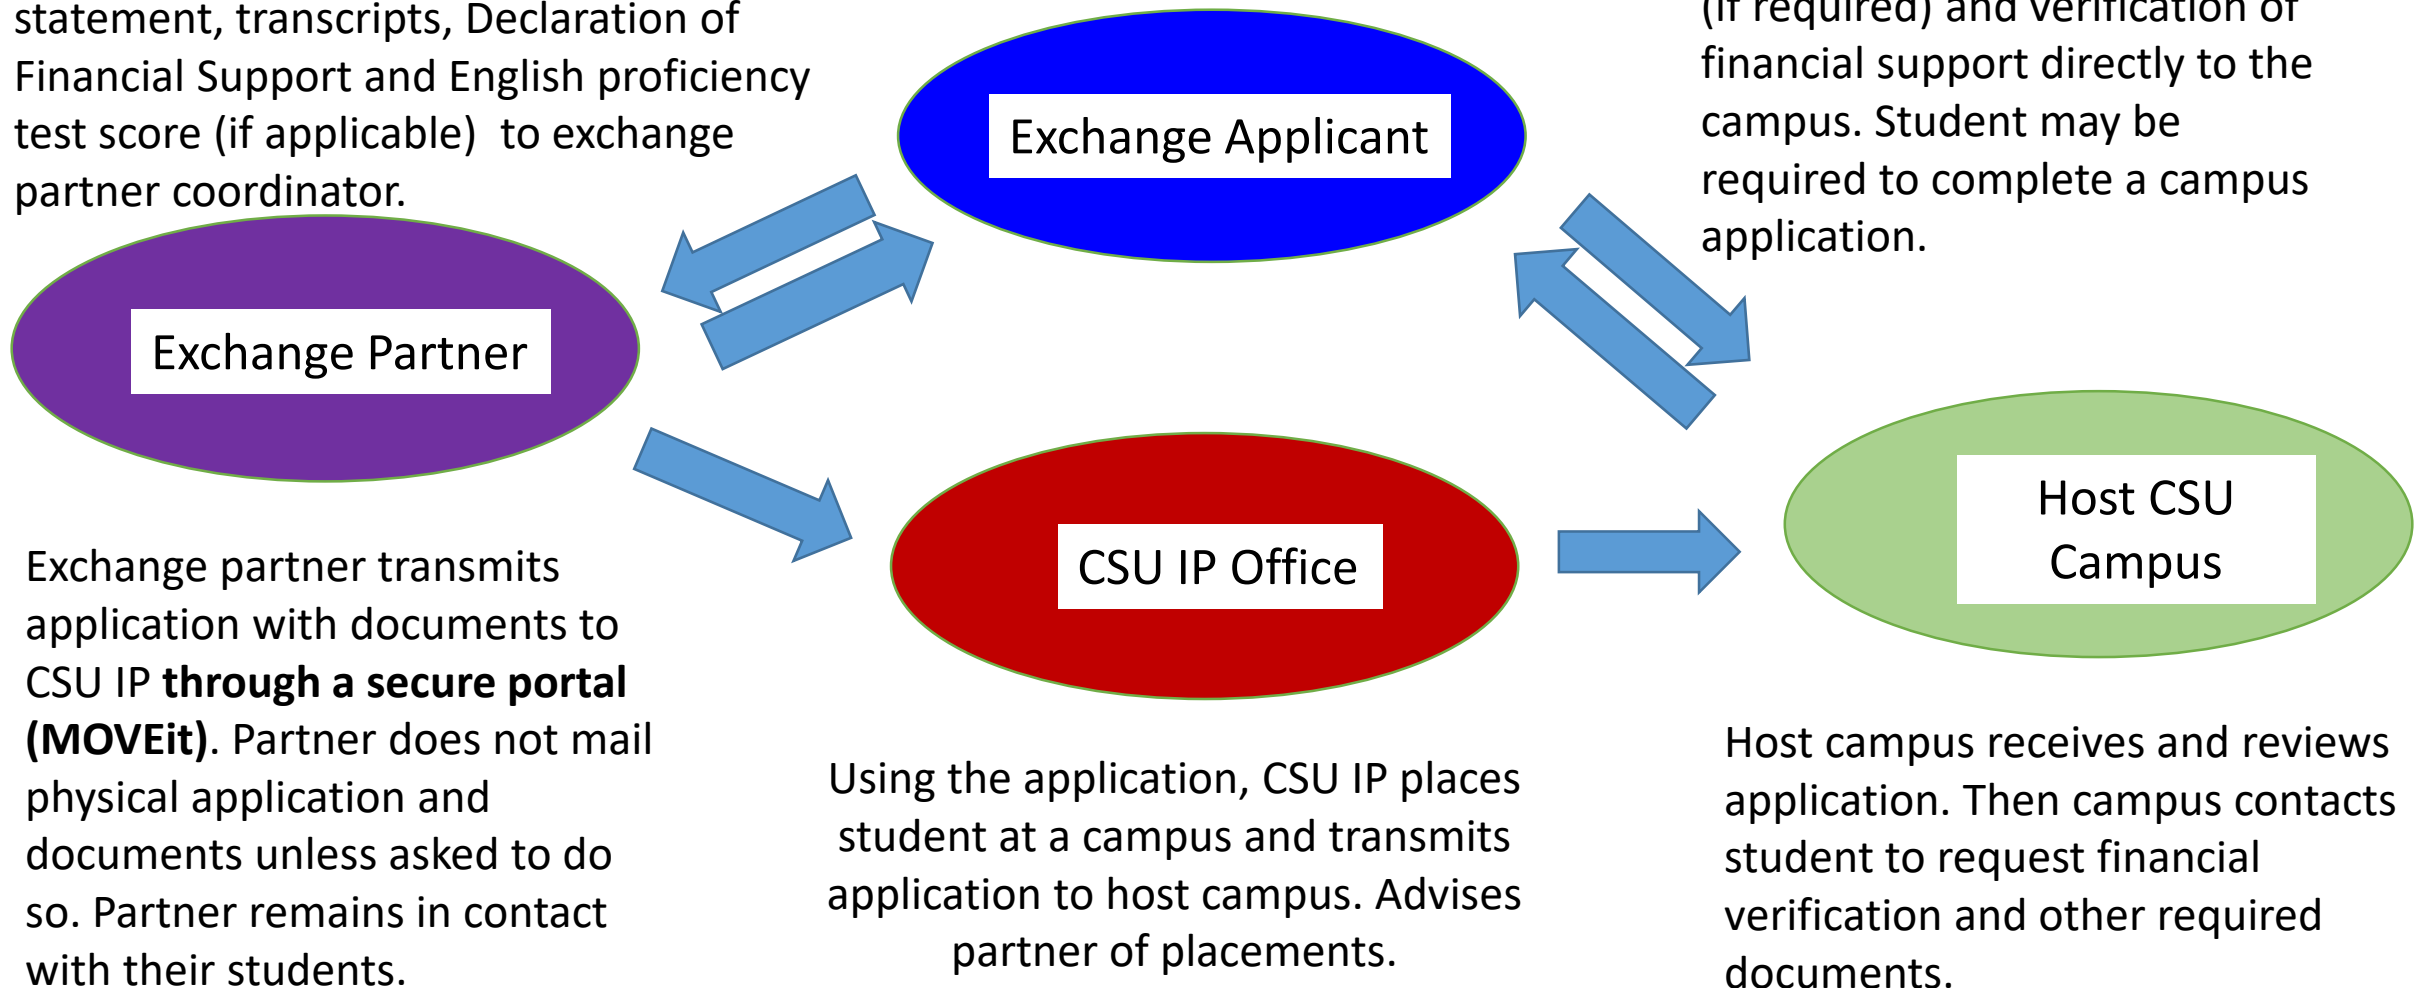 statement, transcripts, Declaration of
Financial Support and English proficiency
test score (if applicable)  to exchange
partner coordinator.
Exchange Applicant
(if required) and verification of
financial support directly to the
campus. Student may be
required to complete a campus
application.
Exchange Partner
CSU IP Office
Host CSU
Campus
Exchange partner transmits
application with documents to
CSU IP through a secure portal
(MOVEit). Partner does not mail
physical application and
documents unless asked to do
so. Partner remains in contact
with their students.
Using the application, CSU IP places
student at a campus and transmits
application to host campus. Advises
partner of placements.
Host campus receives and reviews
application. Then campus contacts
student to request financial
verification and other required
documents.